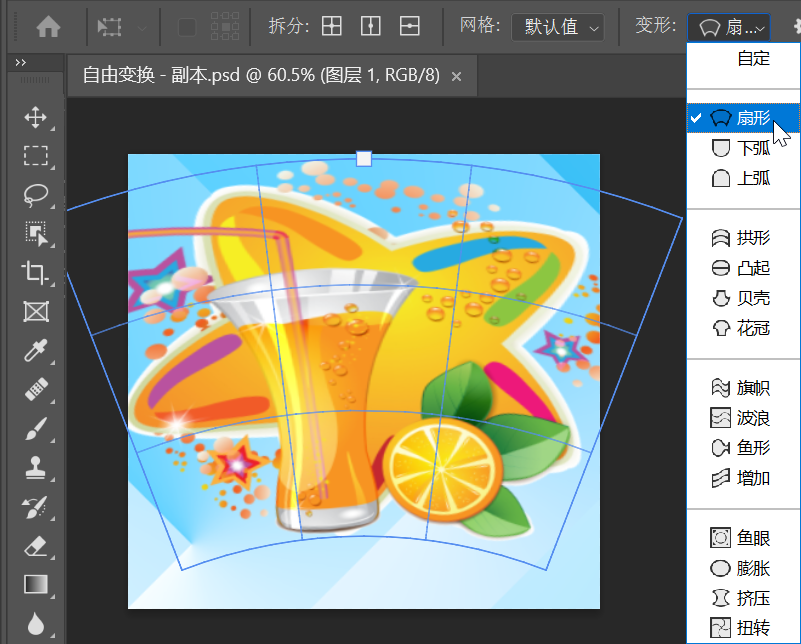 拆分: 网格: 默认值 变形: 扇...
自由变换 - 副本.psd @ 60.5% (图层 1, RGB/8) ×
自定
扇形
下弧
上弧
拱形
凸起
贝壳
花冠
旗帜
波浪
鱼形
增加
鱼眼
膨胀
挤压
扭转